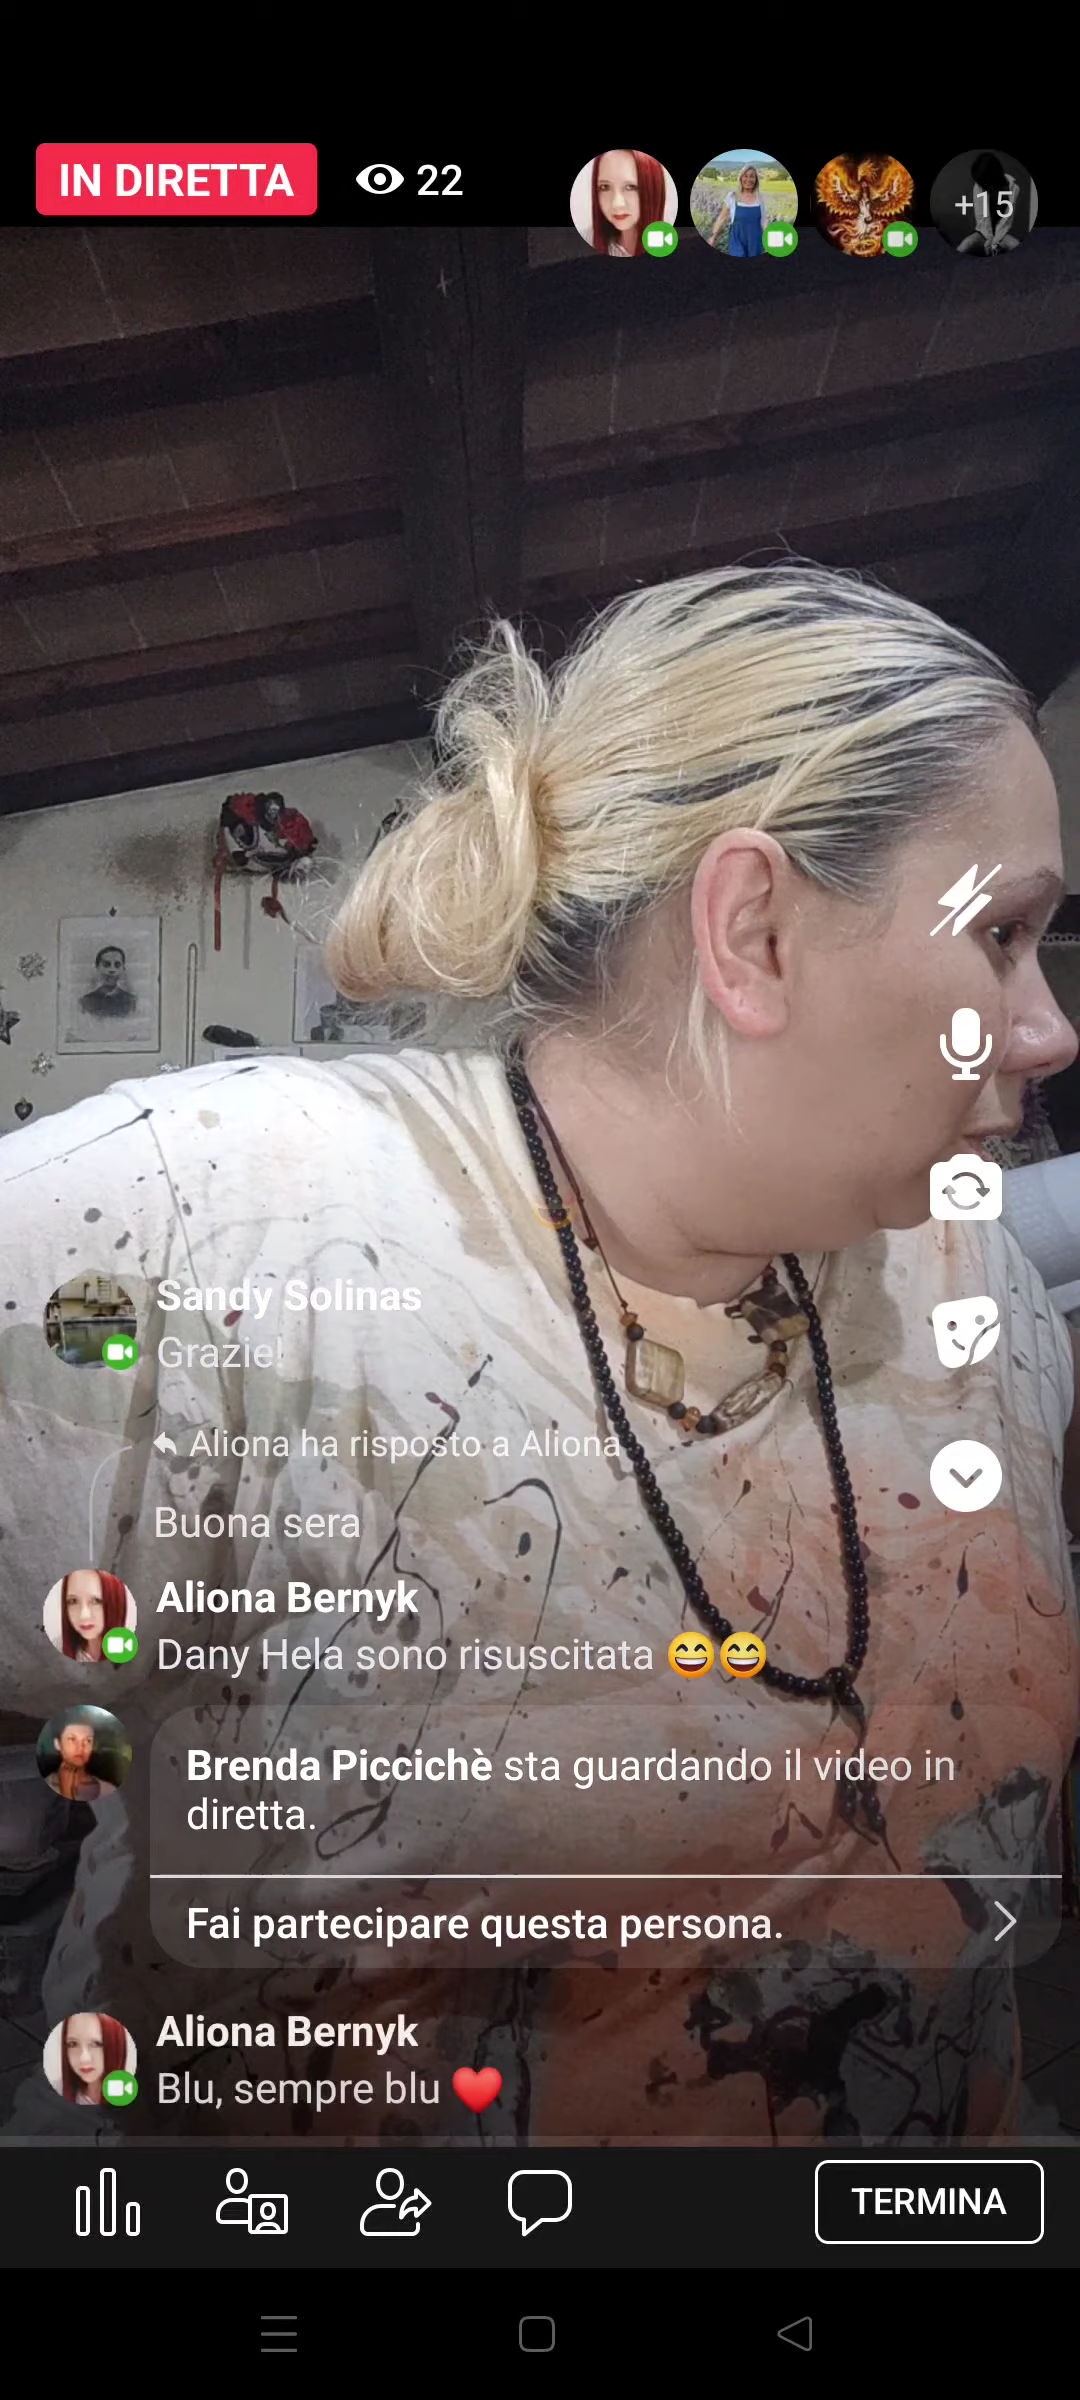 IN DIRETTA
22
+15
Sandy Solinas
Grazie!
Aliona ha risposto a Aliona
Buona sera
Aliona Bernyk
Dany Hela sono risuscitata 😄😄
Brenda Piccichè sta guardando il video in
diretta.
Fai partecipare questa persona.
Aliona Bernyk
Blu, sempre blu ❤️
TERMINA